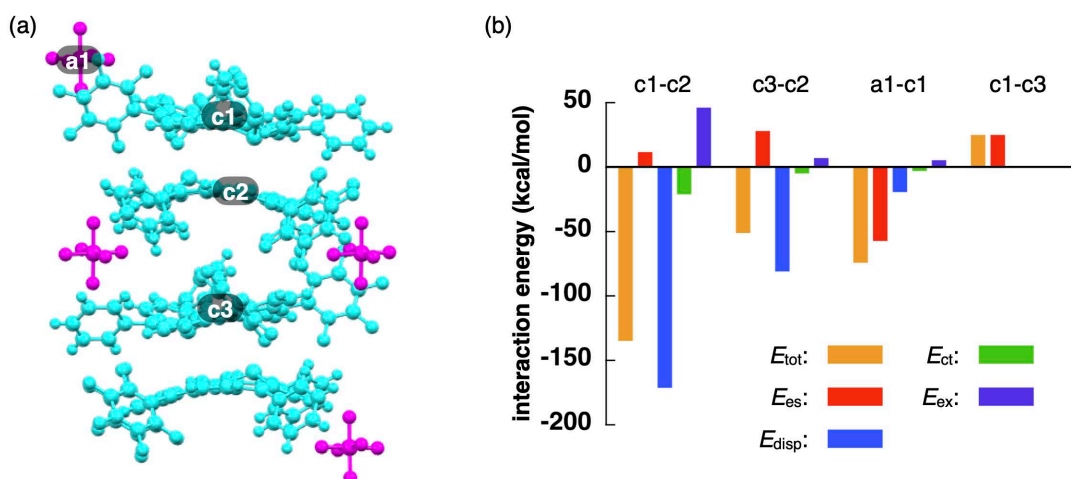 (a)
a1
c1
c2
c3
(b)
c1-c2 c3-c2 a1-c1 c1-c3
50
0
-50
-100
-150
-200
interaction energy (kcal/mol)
Etot: Ect:
Ees: Eex:
Edisp: